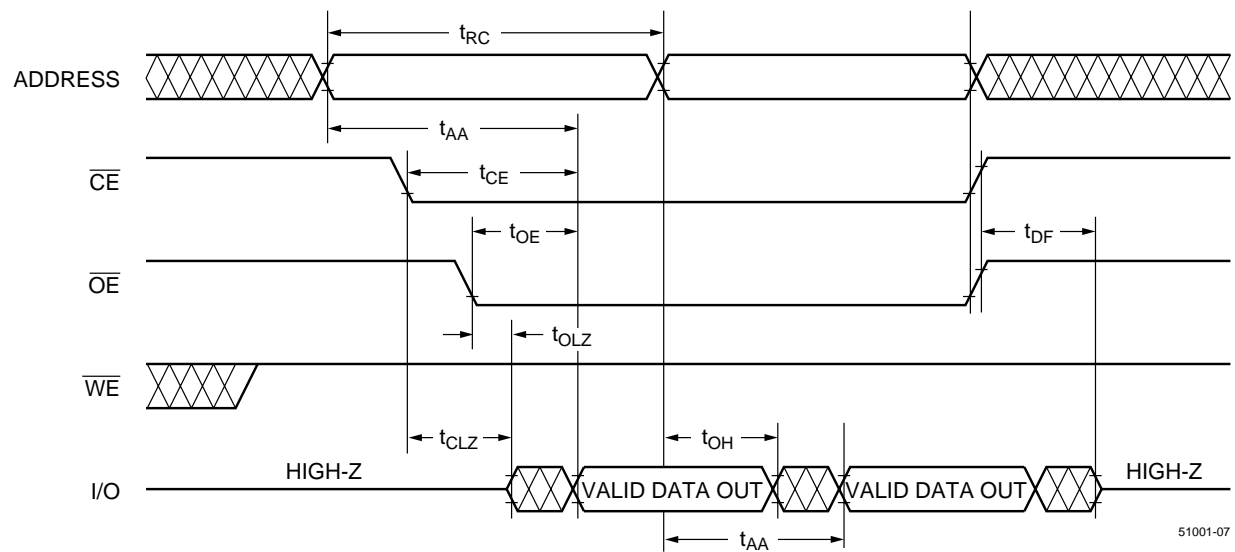 tRC
ADDRESS
tAA
CE
tCE
tOE
tDF
OE
tOLZ
WE
tCLZ
tOH
HIGH-Z
HIGH-Z
I/O
VALID DATA OUT
VALID DATA OUT
tAA
51001-07